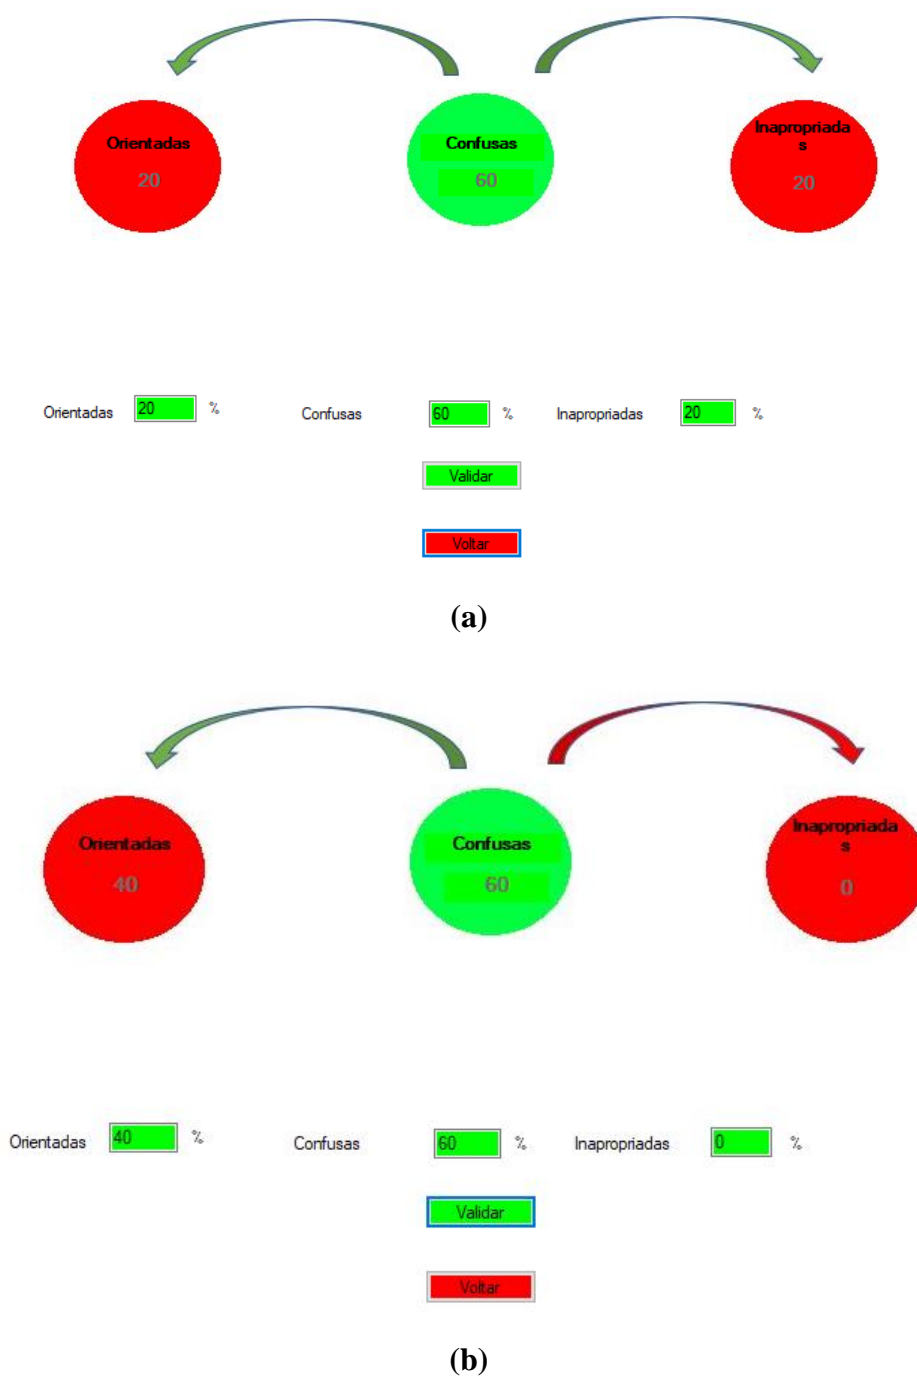 Orientadas
20
Confusas
60
Inapropriada
s
20
Orientadas 20 % Confusas 60 % Inapropriadas 20 %
Validar
Voltar
(a)
Orientadas
40
Confusas
60
Inapropriada
s
0
Orientadas 40 % Confusas 60 % Inapropriadas 0 %
Validar
Voltar
(b)